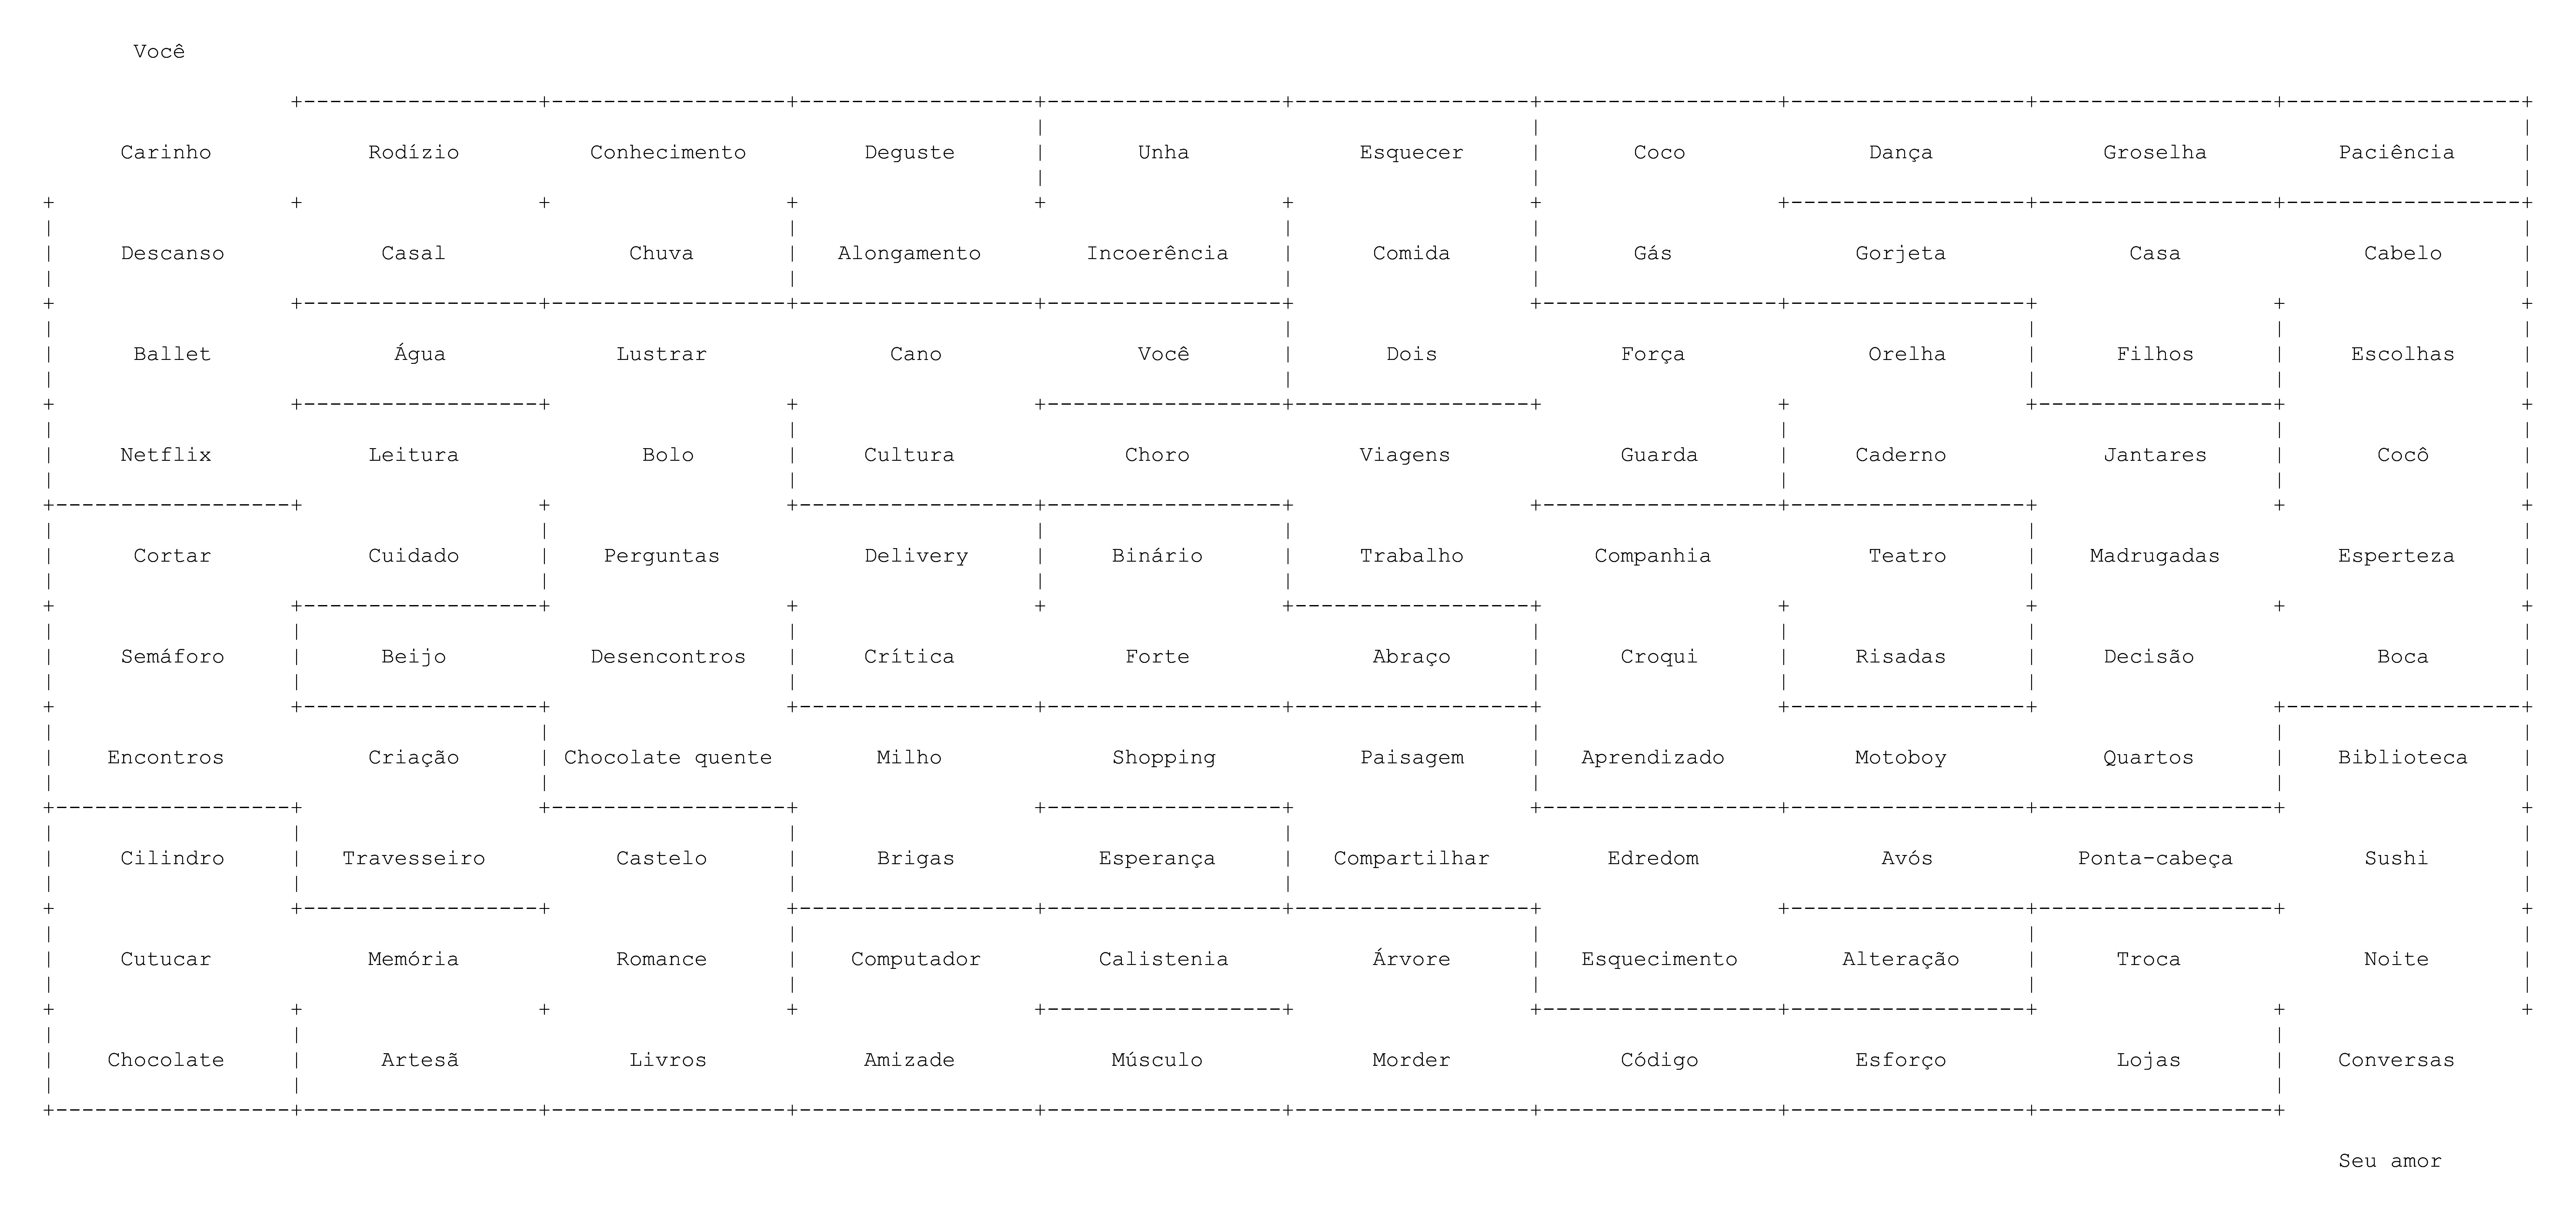 Você
Carinho Rodízio Conhecimento Deguste Unha Esquecer Coco Dança Groselha Paciência
Descanso Casal Chuva Alongamento Incoerência Comida Gás Gorjeta Casa Cabelo
Ballet Água Lustrar Cano Você Dois Força Orelha Filhos Escolhas
Netflix Leitura Bolo Cultura Choro Viagens Guarda Caderno Jantares Cocô
Cortar Cuidado Perguntas Delivery Binário Trabalho Companhia Teatro Madrugadas Esperteza
Semáforo Beijo Desencontros Crítica Forte Abraço Croqui Risadas Decisão Boca
Encontros Criação Chocolate quente Milho Shopping Paisagem Aprendizado Motoboy Quartos Biblioteca
Cilindro Travesseiro Castelo Brigas Esperança Compartilhar Edredom Avós Ponta-cabeça Sushi
Cutucar Memória Romance Computador Calistenia Árvore Esquecimento Alteração Troca Noite
Chocolate Artesã Livros Amizade Músculo Morder Código Esforço Lojas Conversas
Seu amor